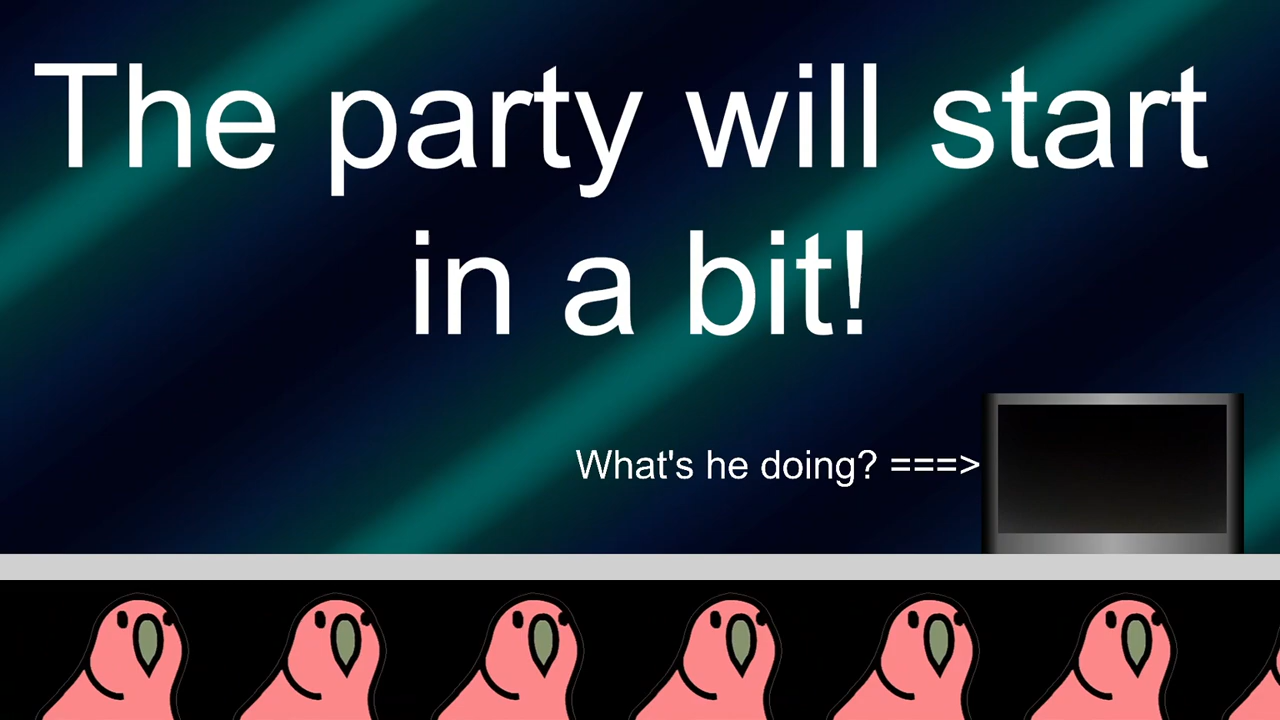 The party will start
in a bit!
What's he doing? ===>